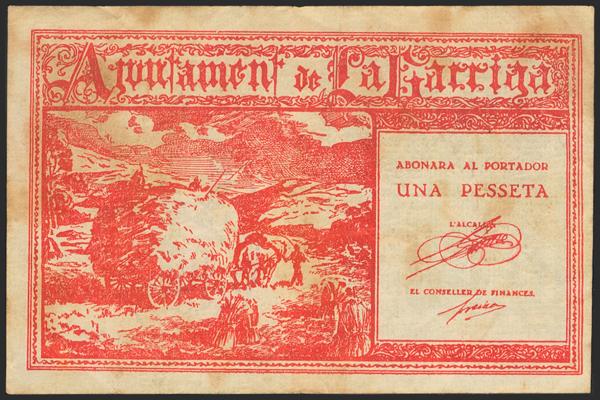 Ajuntament de La Garriga
ABONARA AL PORTADOR
UNA PESSETA
L'ALCALDE,
EL CONSELLER DE FINANCES,